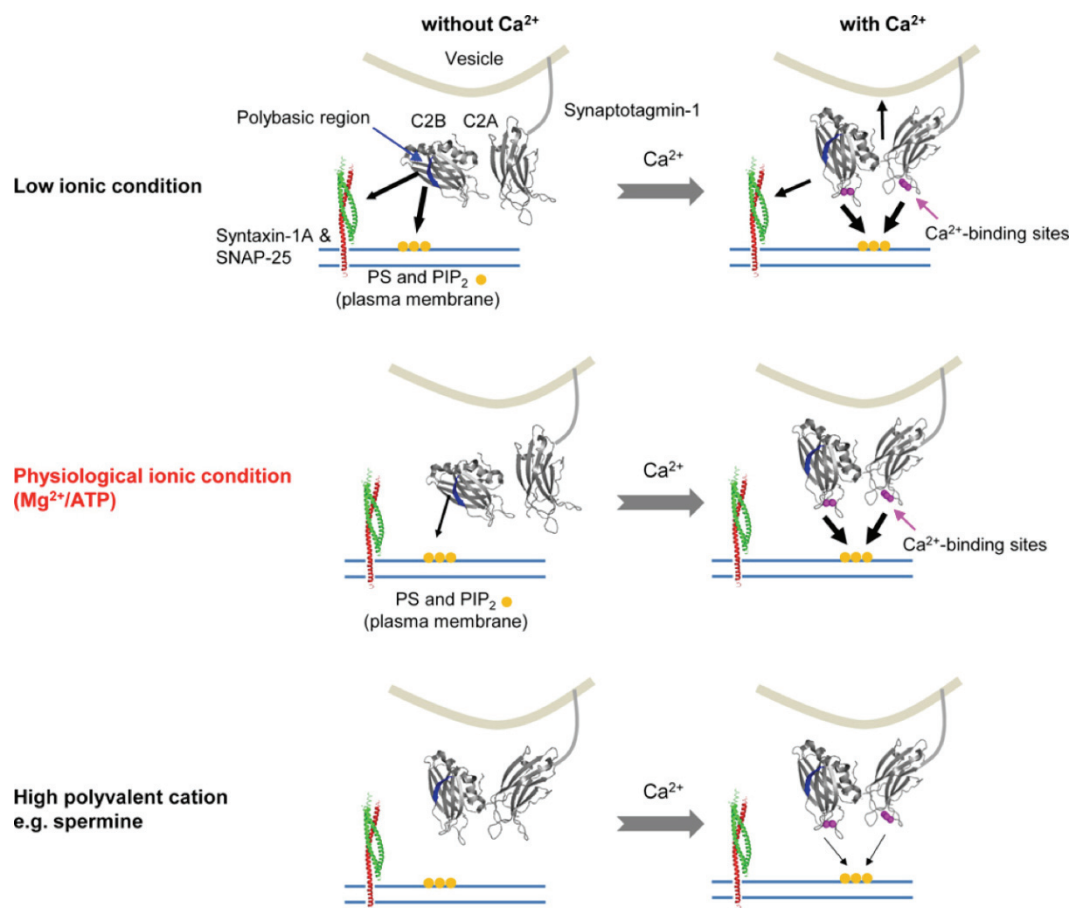 without Ca²⁺
with Ca²⁺
Vesicle
Polybasic region
C2B
C2A
Synaptotagmin-1
Ca²⁺
Low ionic condition
Syntaxin-1A &
SNAP-25
Ca²⁺-binding sites
PS and PIP₂
(plasma membrane)
Physiological ionic condition
(Mg²⁺/ATP)
Ca²⁺
Ca²⁺-binding sites
PS and PIP₂
(plasma membrane)
High polyvalent cation
e.g. spermine
Ca²⁺